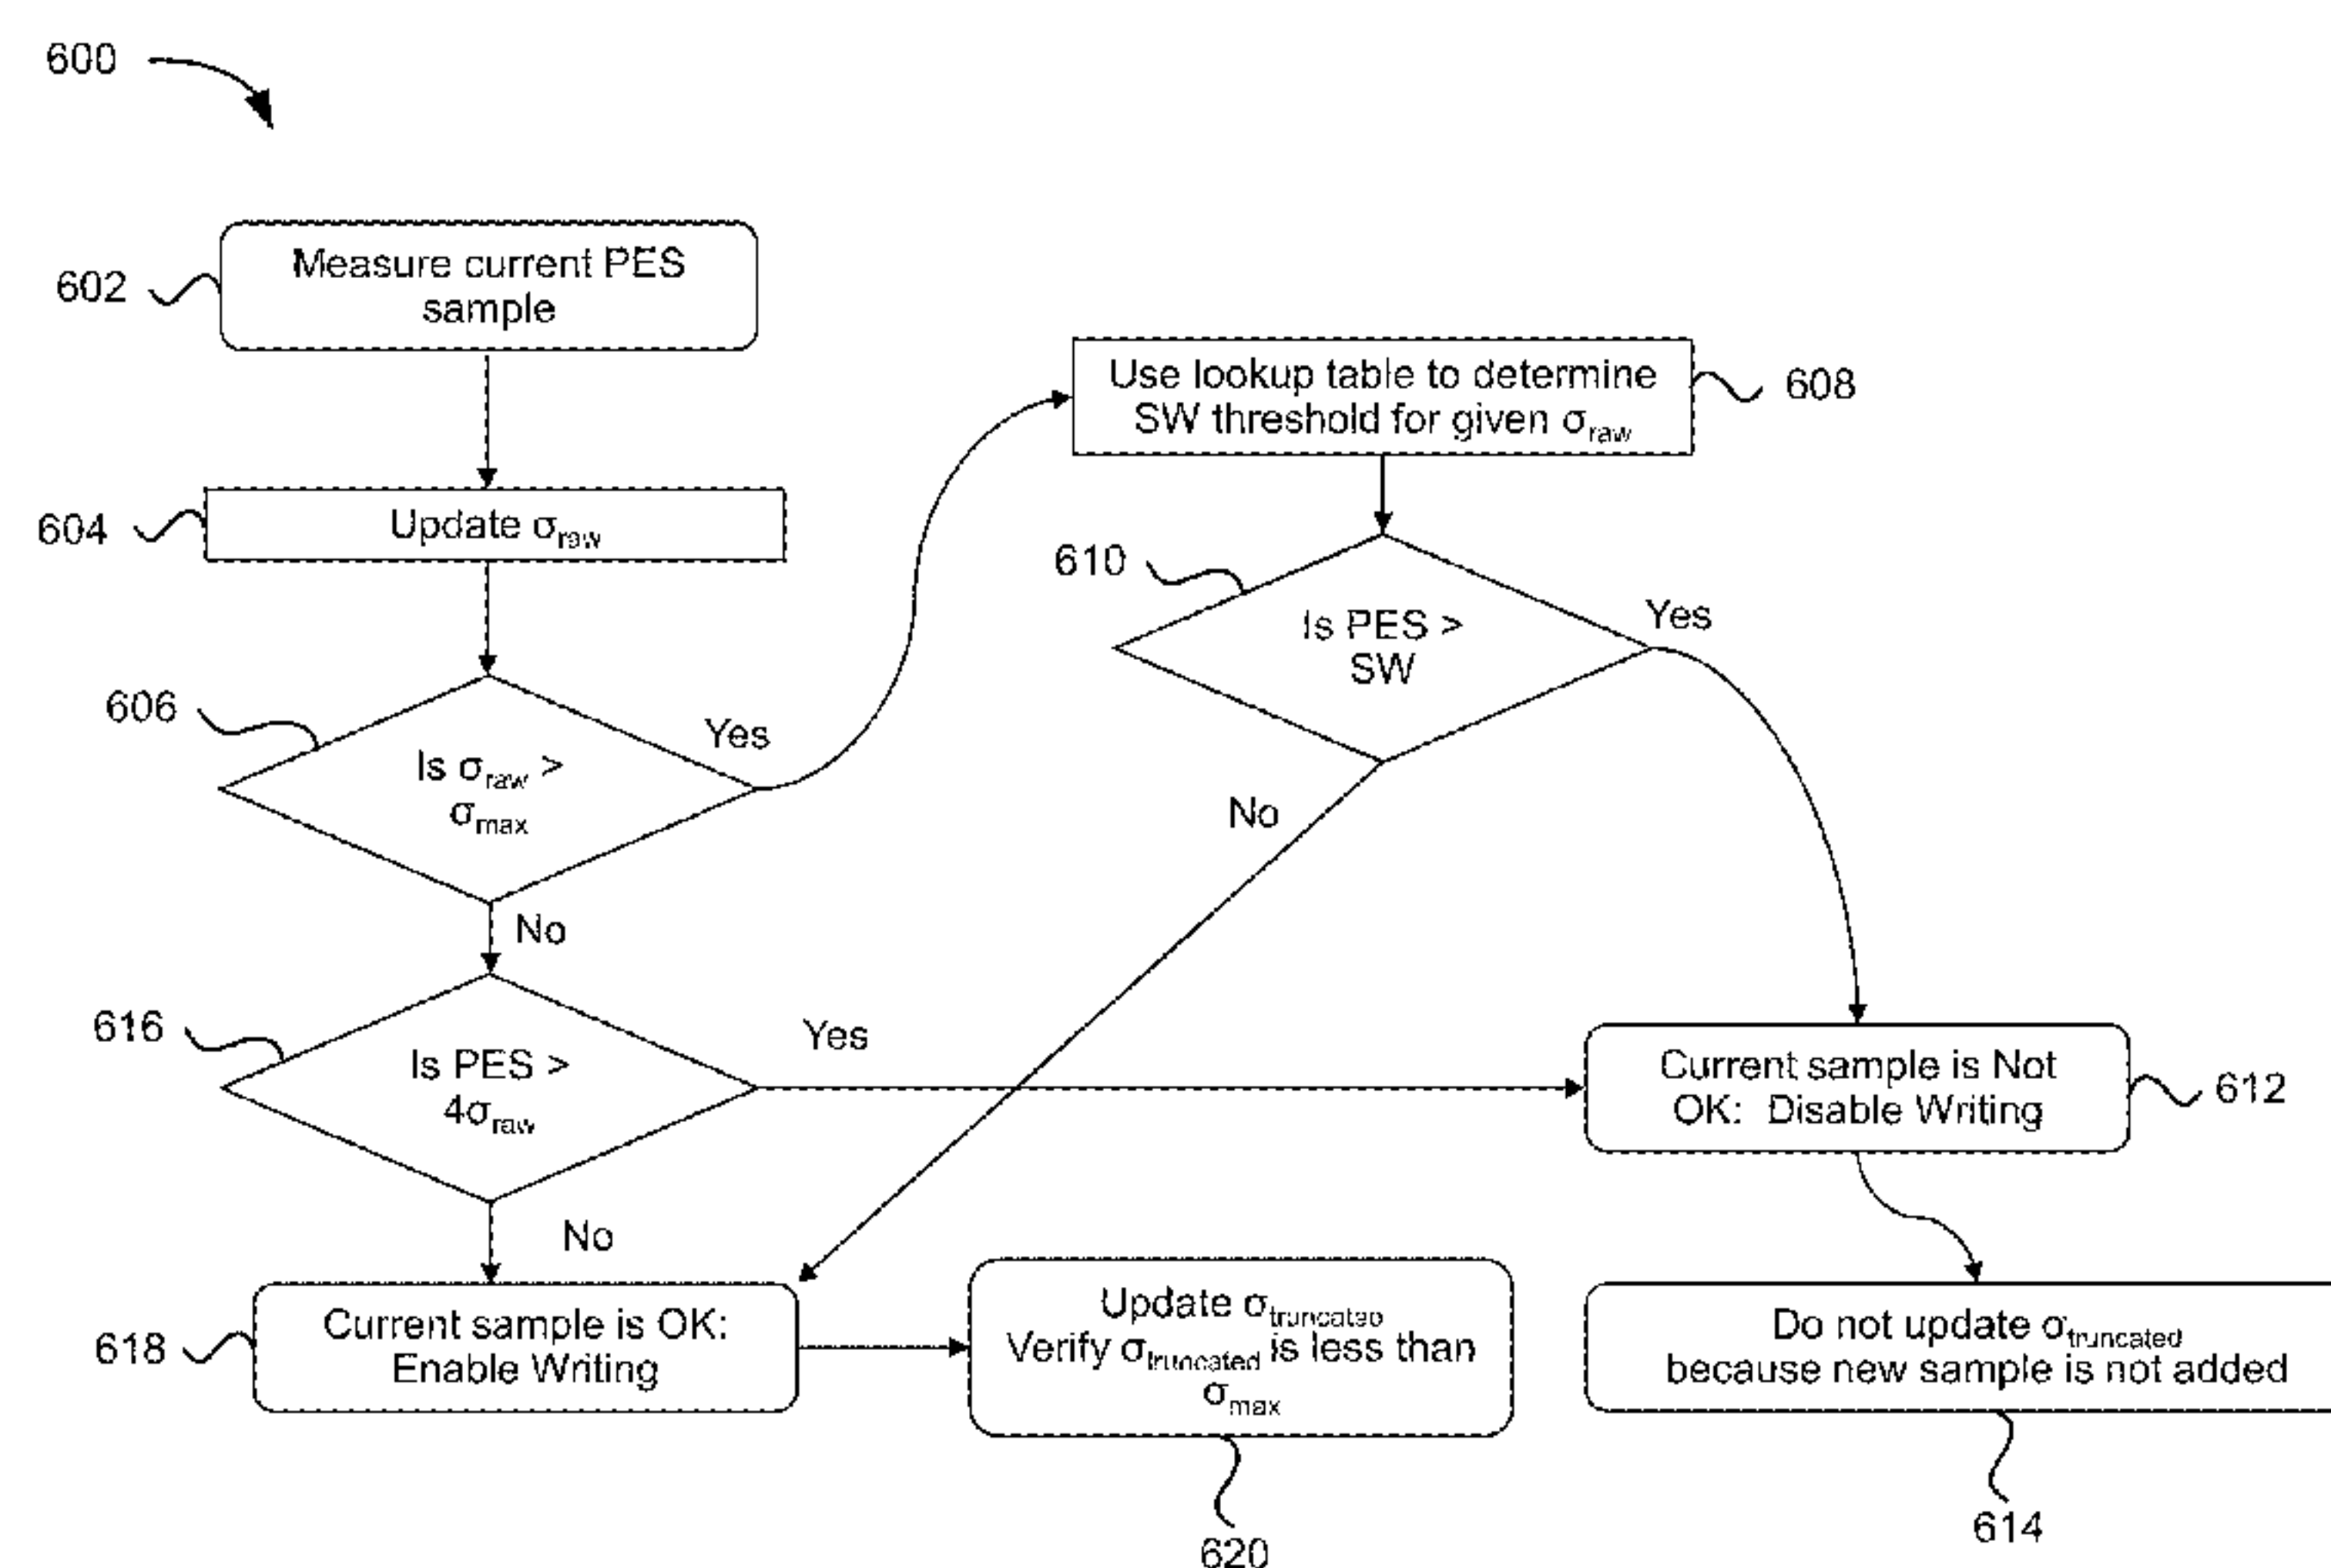 600
602
Measure current PES
sample
604
Update σraw
606
Is σraw >
σmax
Yes
No
608
Use lookup table to determine
SW threshold for given σraw
610
Is PES >
SW
Yes
No
616
Is PES >
4σraw
Yes
No
612
Current sample is Not
OK: Disable Writing
618
Current sample is OK:
Enable Writing
620
Update σtruncated
Verify σtruncated is less than
σmax
614
Do not update σtruncated
because new sample is not added